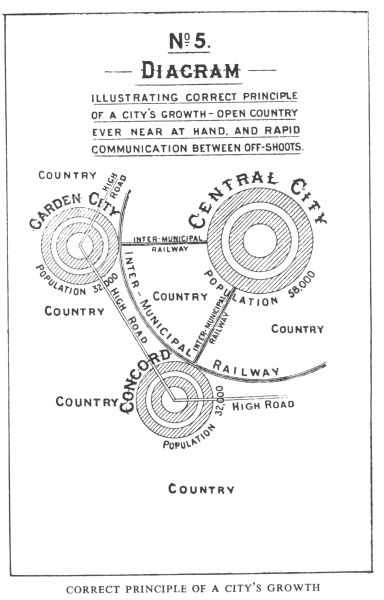 Nº 5.
— DIAGRAM —
ILLUSTRATING CORRECT PRINCIPLE
OF A CITY'S GROWTH – OPEN COUNTRY
EVER NEAR AT HAND, AND RAPID
COMMUNICATION BETWEEN OFF-SHOOTS.
COUNTRY
HIGH ROAD
GARDEN CITY
POPULATION 32,000
CENTRAL CITY
POPULATION 58,000
INTER-MUNICIPAL
RAILWAY
INTER-MUNICIPAL RAILWAY
COUNTRY
COUNTRY
HIGH ROAD
INTER-MUNICIPAL
RAILWAY
COUNTRY
CONCORD
COUNTRY
32,000
POPULATION
HIGH ROAD
COUNTRY
CORRECT PRINCIPLE OF A CITY'S GROWTH